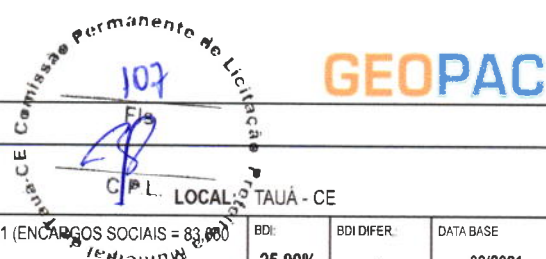 Comissão Permanente de Licitação
GEOPAC
107
Fls
CPL
LOCAL: TAUÁ - CE
1 (ENCARGOS SOCIAIS = 83,
BDI:
BDI DIFER.:
DATA BASE